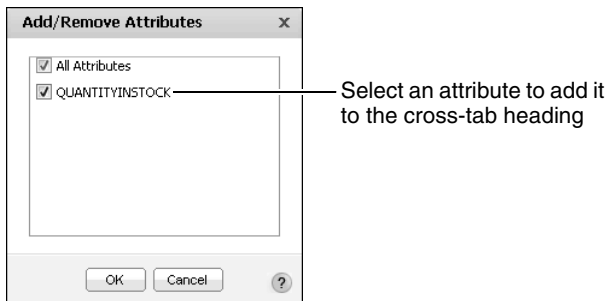 Add/Remove Attributes x
All Attributes
QUANTITYINSTOCK
Select an attribute to add it
to the cross-tab heading
OK Cancel ?